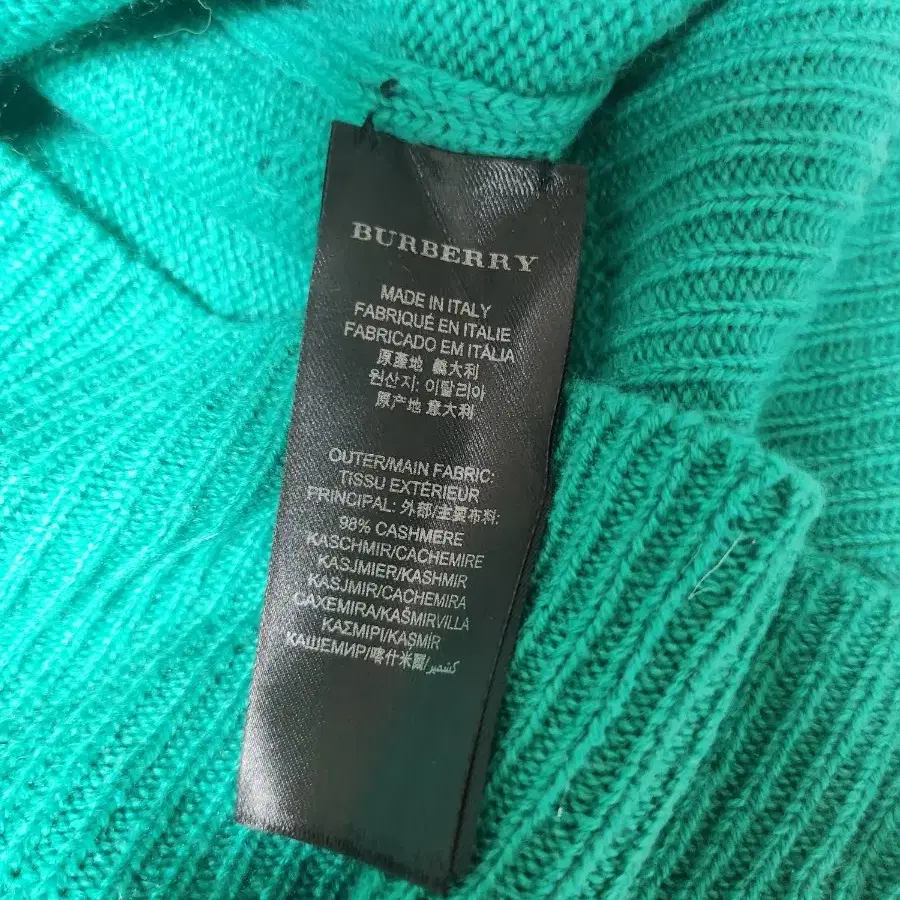 BURBERRY
MADE IN ITALY
FABRIQUÉ EN ITALIE
FABRICADO EM ITÁLIA
原產地 義大利
원산지: 이탈리아
原产地 意大利
OUTER/MAIN FABRIC:
TISSU EXTÉRIEUR
PRINCIPAL: 外部/主要布料:
98% CASHMERE
KASCHMIR/CACHEMIRE
KASJMIER/KASHMIR
KASJMIR/CACHEMIRA
CAXEMIRA/KAŠMIRVILLA
ΚΑΣΜΙΡΙ/KAŞMİR
КАШЕМИР/喀什米爾/كشمير